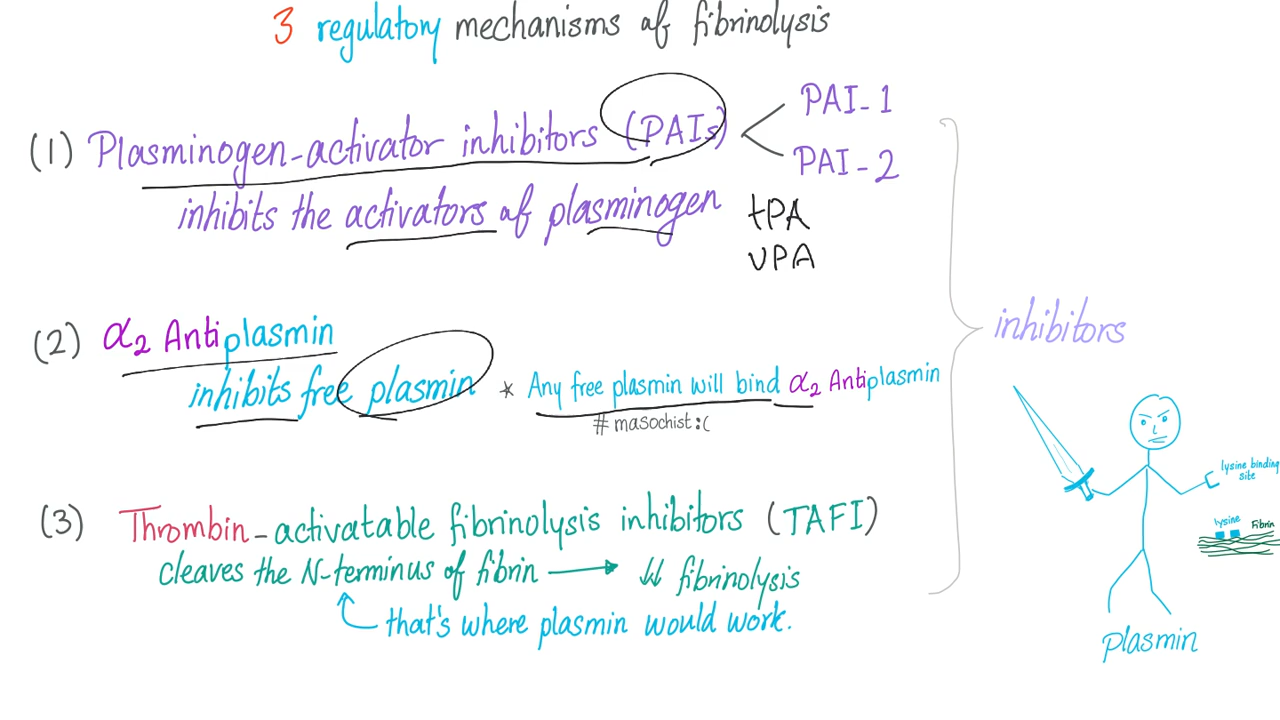 3 regulatory mechanisms of fibrinolysis
(1) Plasminogen-activator inhibitors (PAIs)
PAI-1
PAI-2
inhibits the activators of plasminogen
tPA
uPA
(2) α2 Antiplasmin
inhibits free plasmin * Any free plasmin will bind α2 Antiplasmin
# masochist :(
(3) Thrombin-activatable fibrinolysis inhibitors (TAFI)
cleaves the N-terminus of fibrin → ↓↓ fibrinolysis
that's where plasmin would work.
inhibitors
lysine binding
site
lysine
Fibrin
plasmin